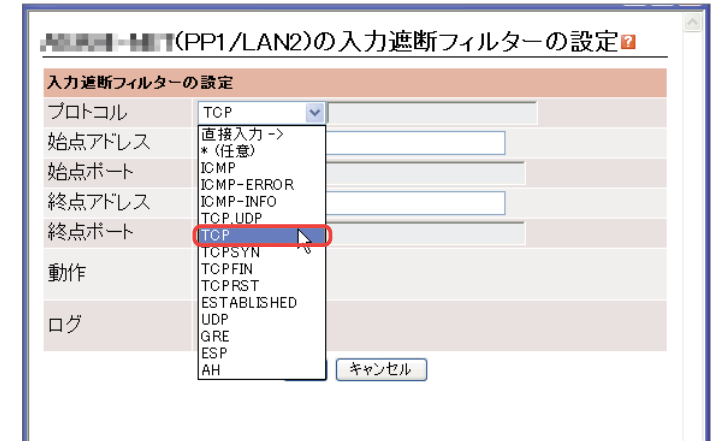 (PP1/LAN2)の入力遮断フィルターの設定?
入力遮断フィルターの設定
プロトコル TCP
始点アドレス
始点ポート
終点アドレス
終点ポート
動作
ログ
直接入力 ->
* (任意)
ICMP
ICMP-ERROR
ICMP-INFO
TCP,UDP
TCP
TCPSYN
TCPFIN
TCPRST
ESTABLISHED
UDP
GRE
ESP
AH
キャンセル